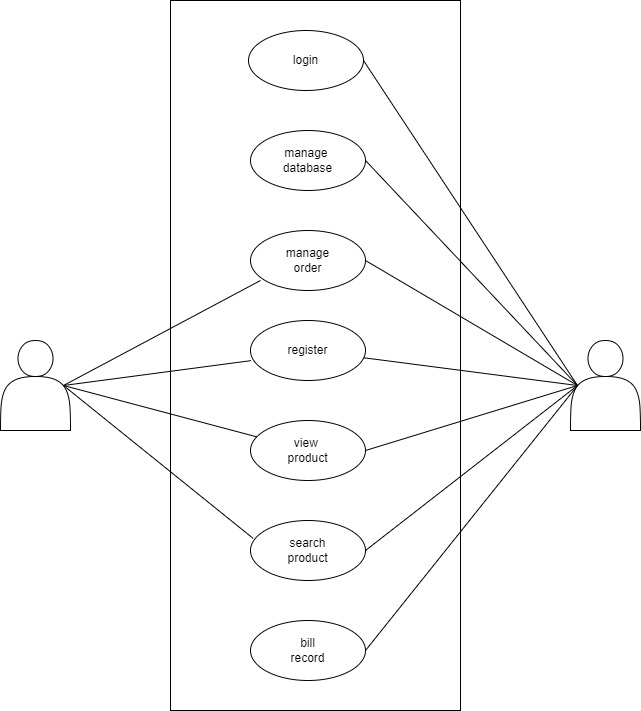 login
manage
database
manage
order
register
view
product
search
product
bill
record